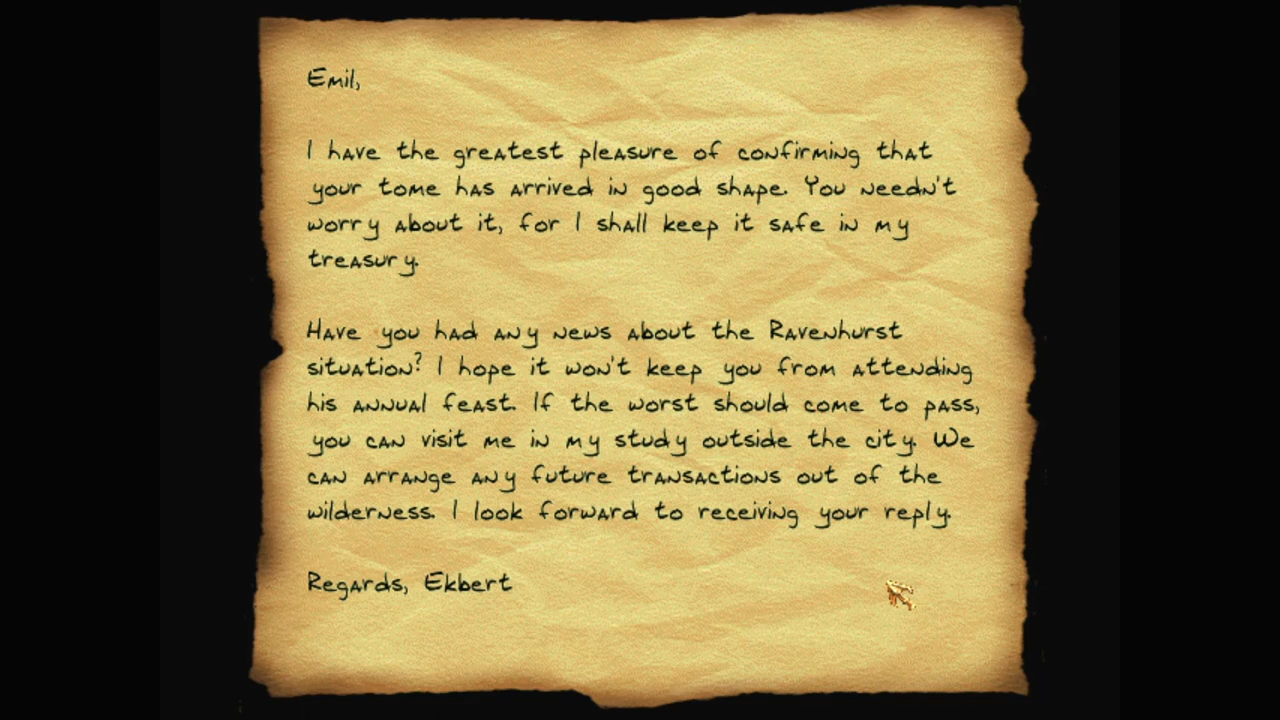 Emil,
I have the greatest pleasure of confirming that
your tome has arrived in good shape. You needn't
worry about it, for I shall keep it safe in my
treasury.
Have you had any news about the Ravenhurst
situation? I hope it won't keep you from attending
his annual feast. If the worst should come to pass,
you can visit me in my study outside the city. We
can arrange any future transactions out of the
wilderness. I look forward to receiving your reply.
Regards, Ekbert